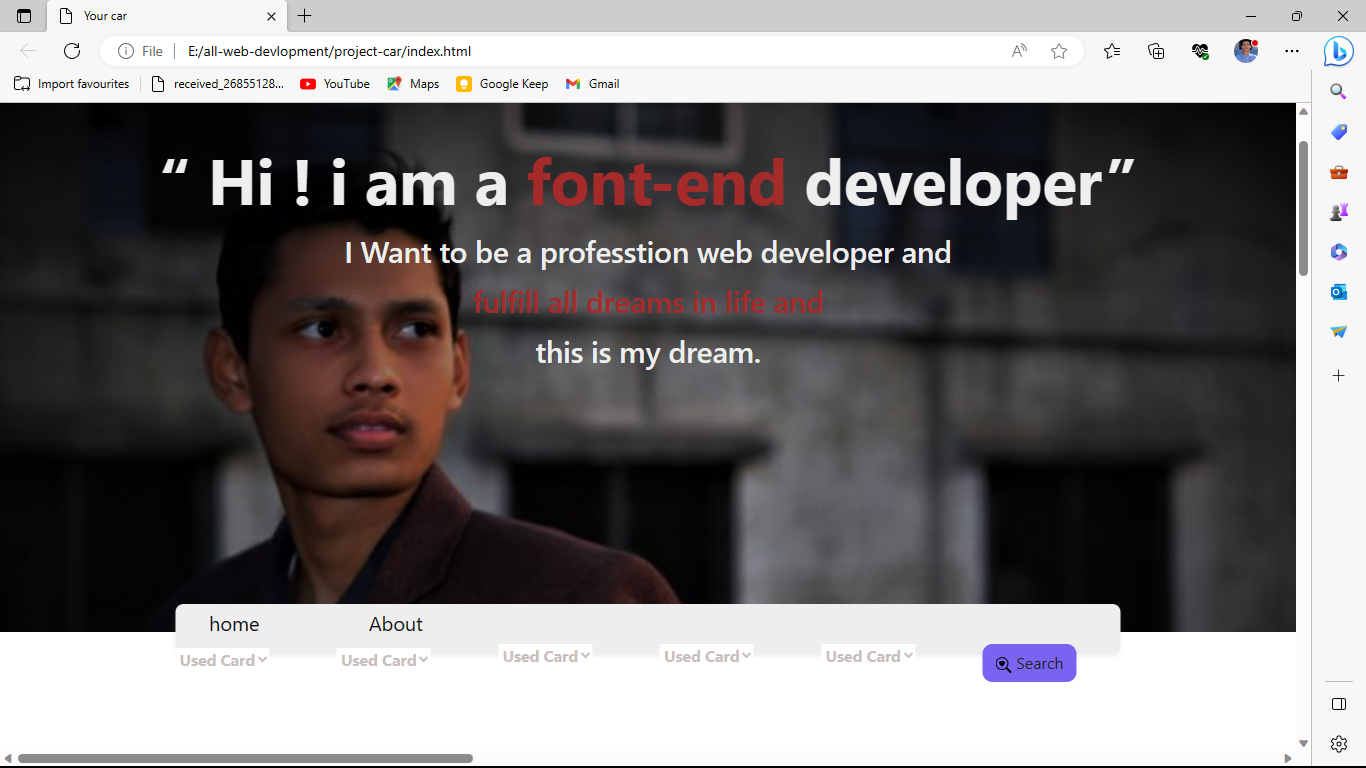 Your car
File
E:/all-web-devlopment/project-car/index.html
Import favourites
received_26855128...
YouTube
Maps
Google Keep
Gmail
“ Hi ! i am a font-end developer”
I Want to be a professtion web developer and
fulfill all dreams in life and
this is my dream.
home About
Used Card Used Card Used Card Used Card Used Card Search